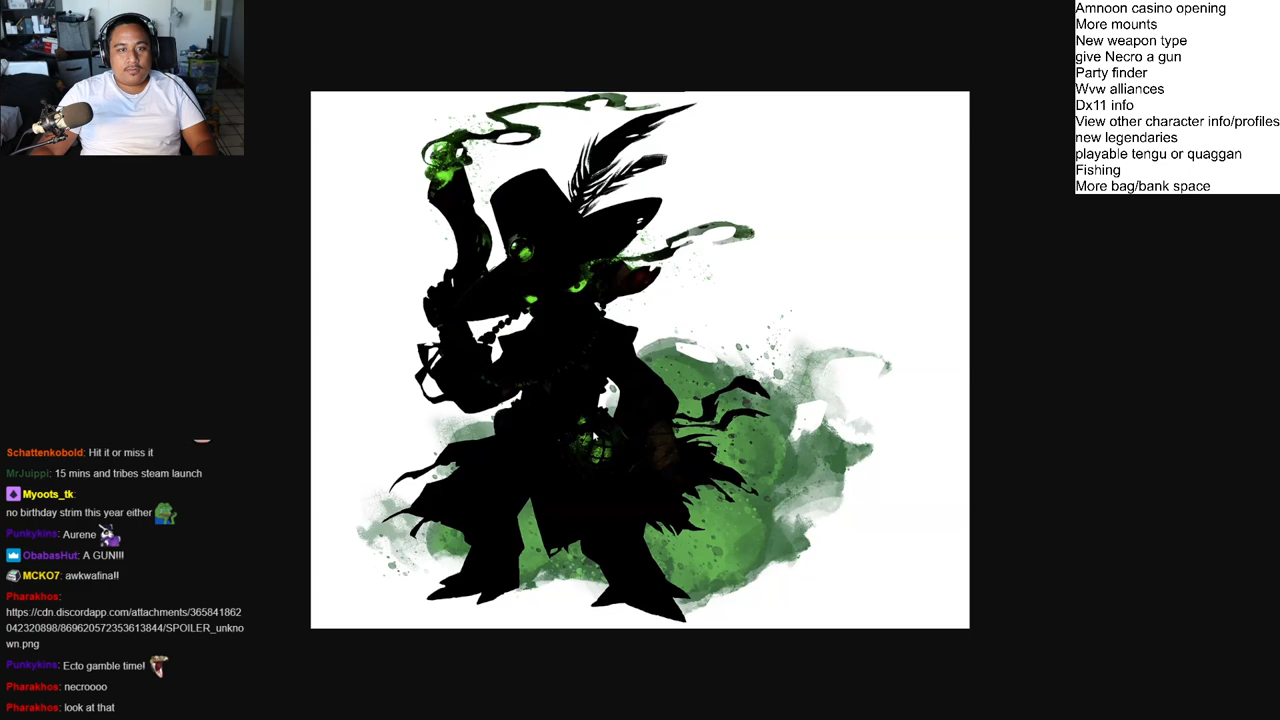 Amnoon casino opening
More mounts
New weapon type
give Necro a gun
Party finder
Wvw alliances
Dx11 info
View other character info/profiles
new legendaries
playable tengu or quaggan
Fishing
More bag/bank space
Schattenkobold: Hit it or miss it
MrJuippi: 15 mins and tribes steam launch
Myoots_tk:
no birthday strim this year either
Punkykins: Aurene
ObabasHut: A GUN!!!
MCKO7: awkwafina!!
Pharakhos:
https://cdn.discordapp.com/attachments/365841862
042320898/869620572353613844/SPOILER_unkno
wn.png
Punkykins: Ecto gamble time!
Pharakhos: necroooo
Pharakhos: look at that